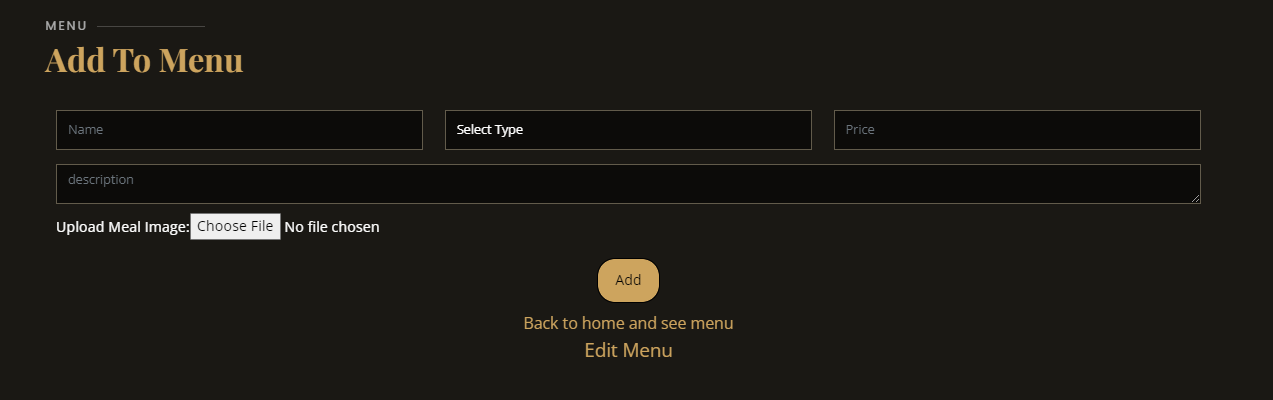 MENU
Add To Menu
Name Select Type Price
description
Upload Meal Image: Choose File No file chosen
Add
Back to home and see menu
Edit Menu